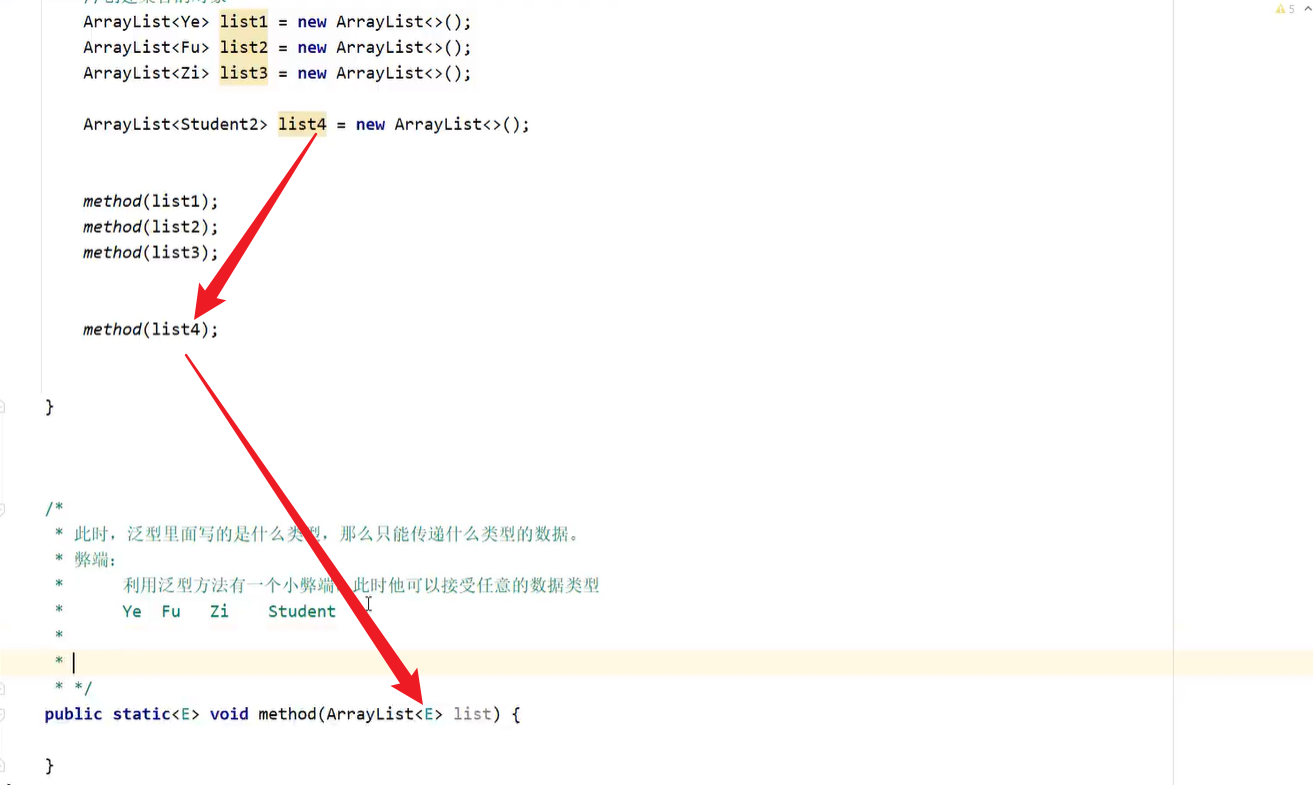 ArrayList<Ye> list1 = new ArrayList<>();
ArrayList<Fu> list2 = new ArrayList<>();
ArrayList<Zi> list3 = new ArrayList<>();
ArrayList<Student2> list4 = new ArrayList<>();
method(list1);
method(list2);
method(list3);
method(list4);
}
/*
* 此时，泛型里面写的是什么类型，那么只能传递什么类型的数据。
* 弊端：
* 利用泛型方法有一个小弊端，此时他可以接受任意的数据类型
* Ye Fu Zi Student
*
*
* */
public static<E> void method(ArrayList<E> list) {
}
5